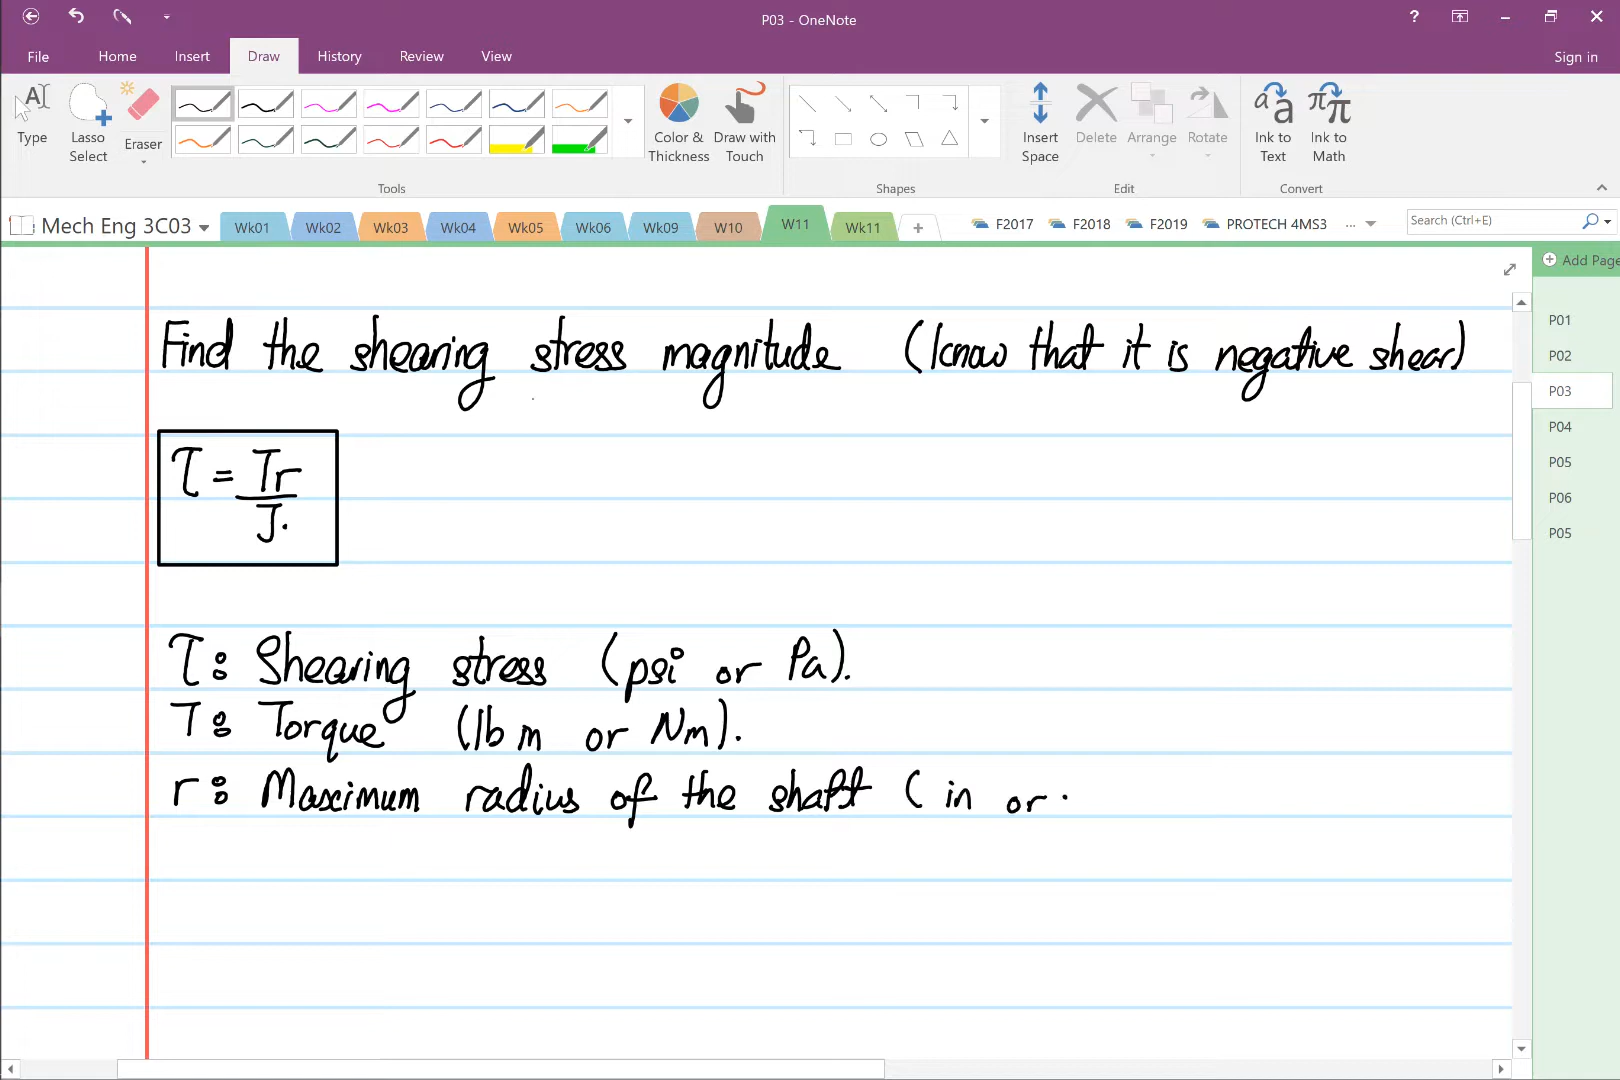 P03 - OneNote
?
File Home Insert Draw History Review View Sign in
Type
Lasso Select
Eraser
Color & Thickness
Draw with Touch
Insert Space
Delete
Arrange
Rotate
Ink to Text
Ink to Math
Tools Shapes Edit Convert
Mech Eng 3C03 Wk01 Wk02 Wk03 Wk04 Wk05 Wk06 Wk09 W10 W11 Wk11 + F2017 F2018 F2019 PROTECH 4MS3 ... Search (Ctrl+E)
Add Page
P01
P02
P03
P04
P05
P06
P05
Find the shearing stress magnitude (know that it is negative shear)
τ = Tr/J
τ: Shearing stress (psi or Pa).
T: Torque (lb m or Nm).
r: Maximum radius of the shaft (in or